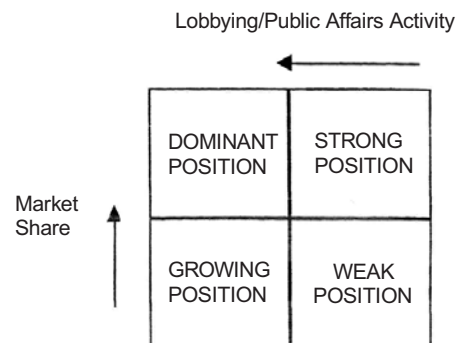 Lobbying/Public Affairs Activity
DOMINANT
POSITION
STRONG
POSITION
Market
Share
GROWING
POSITION
WEAK
POSITION